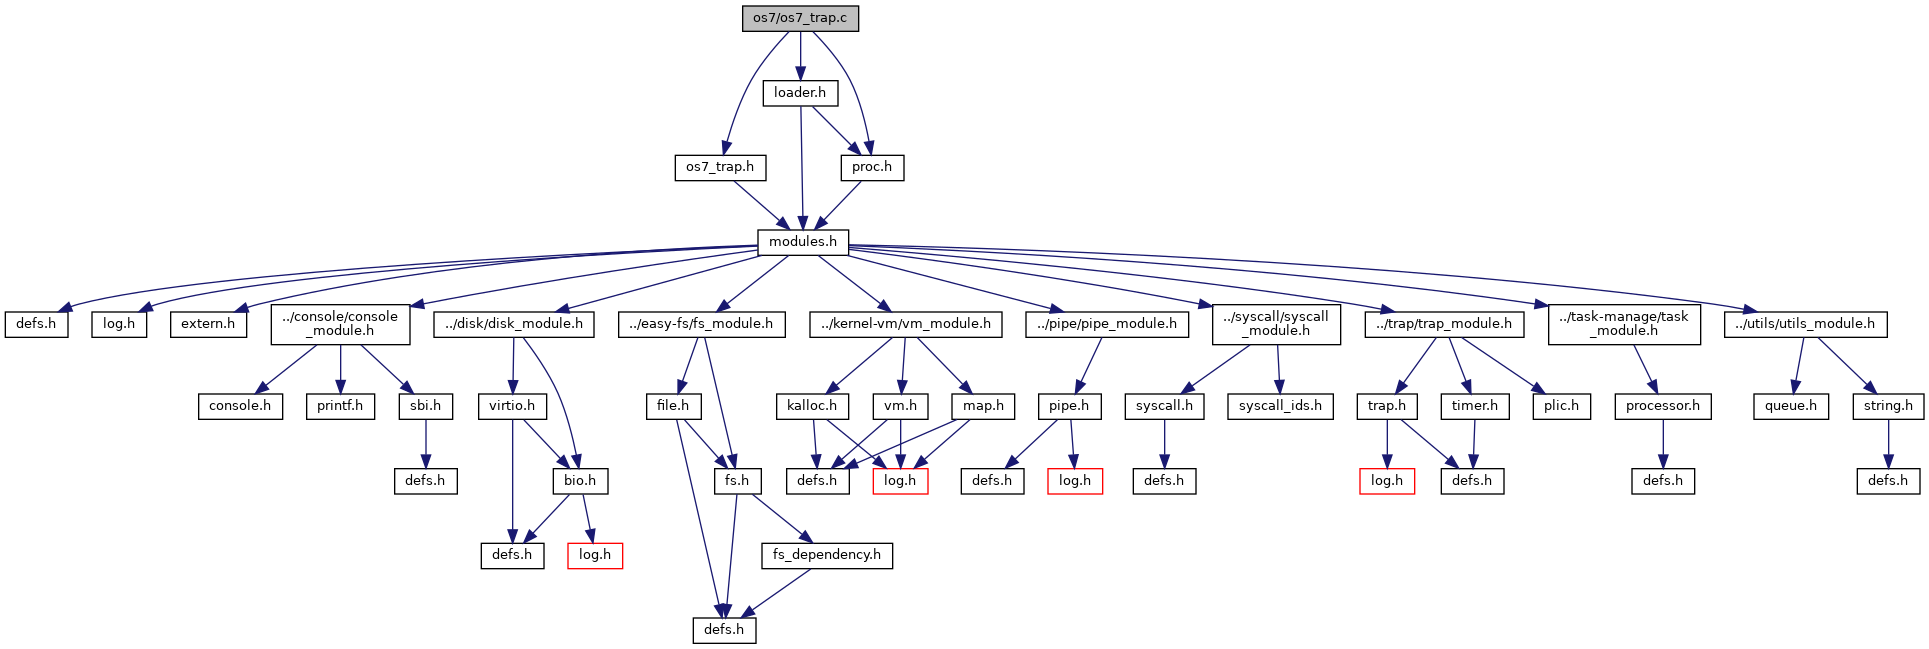 os7/os7_trap.c
loader.h
os7_trap.h
proc.h
modules.h
defs.h
log.h
extern.h
../console/console
_module.h
../disk/disk_module.h
../easy-fs/fs_module.h
../kernel-vm/vm_module.h
../pipe/pipe_module.h
../syscall/syscall
_module.h
../trap/trap_module.h
../task-manage/task
_module.h
../utils/utils_module.h
console.h
printf.h
sbi.h
virtio.h
file.h
kalloc.h
vm.h
map.h
pipe.h
syscall.h
syscall_ids.h
trap.h
timer.h
plic.h
processor.h
queue.h
string.h
defs.h
bio.h
fs.h
defs.h
log.h
defs.h
log.h
defs.h
log.h
defs.h
defs.h
defs.h
defs.h
log.h
fs_dependency.h
defs.h